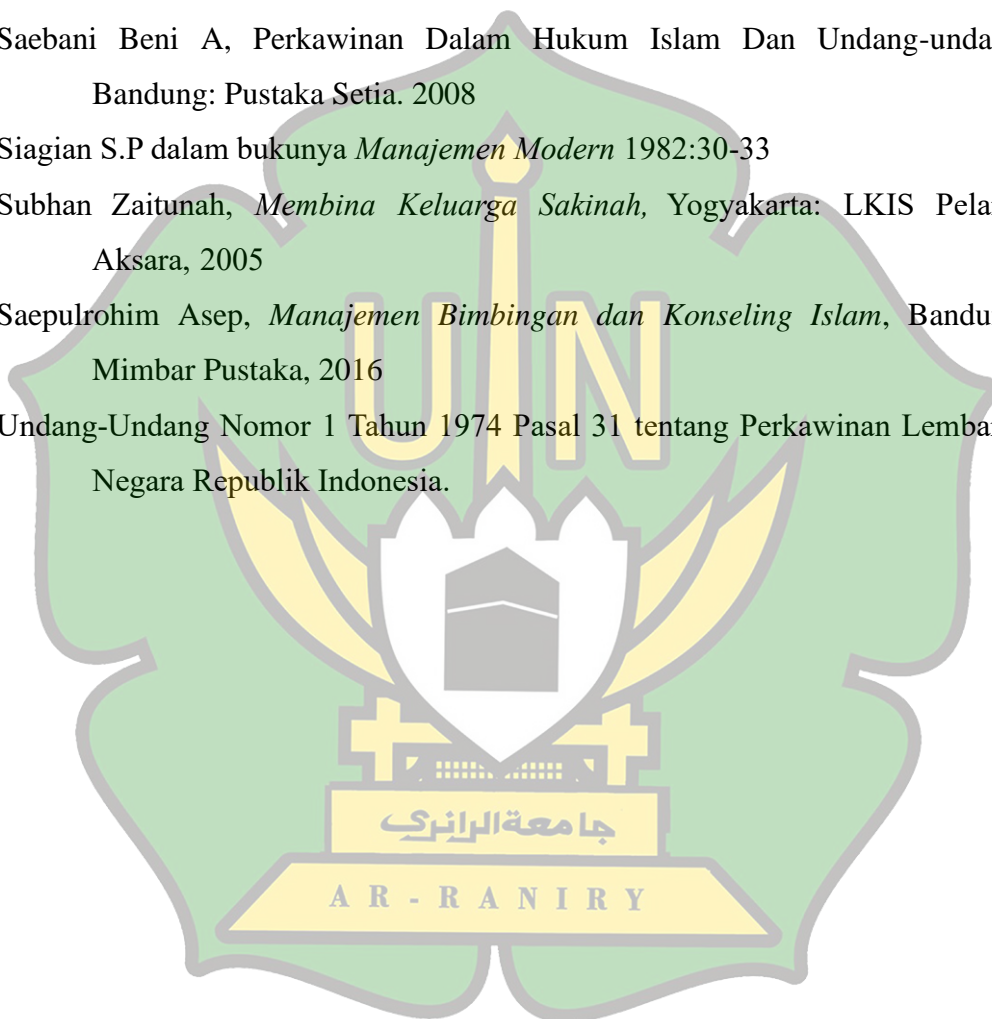 Saebani Beni A, Perkawinan Dalam Hukum Islam Dan Undang-unda
Bandung: Pustaka Setia. 2008
Siagian S.P dalam bukunya Manajemen Modern 1982:30-33
Subhan Zaitunah, Membina Keluarga Sakinah, Yogyakarta: LKIS Pela
Aksara, 2005
Saepulrohim Asep, Manajemen Bimbingan dan Konseling Islam, Bandu
Mimbar Pustaka, 2016
Undang-Undang Nomor 1 Tahun 1974 Pasal 31 tentang Perkawinan Lemba
Negara Republik Indonesia.
UIN
جامعة الرانري
AR-RANIRY